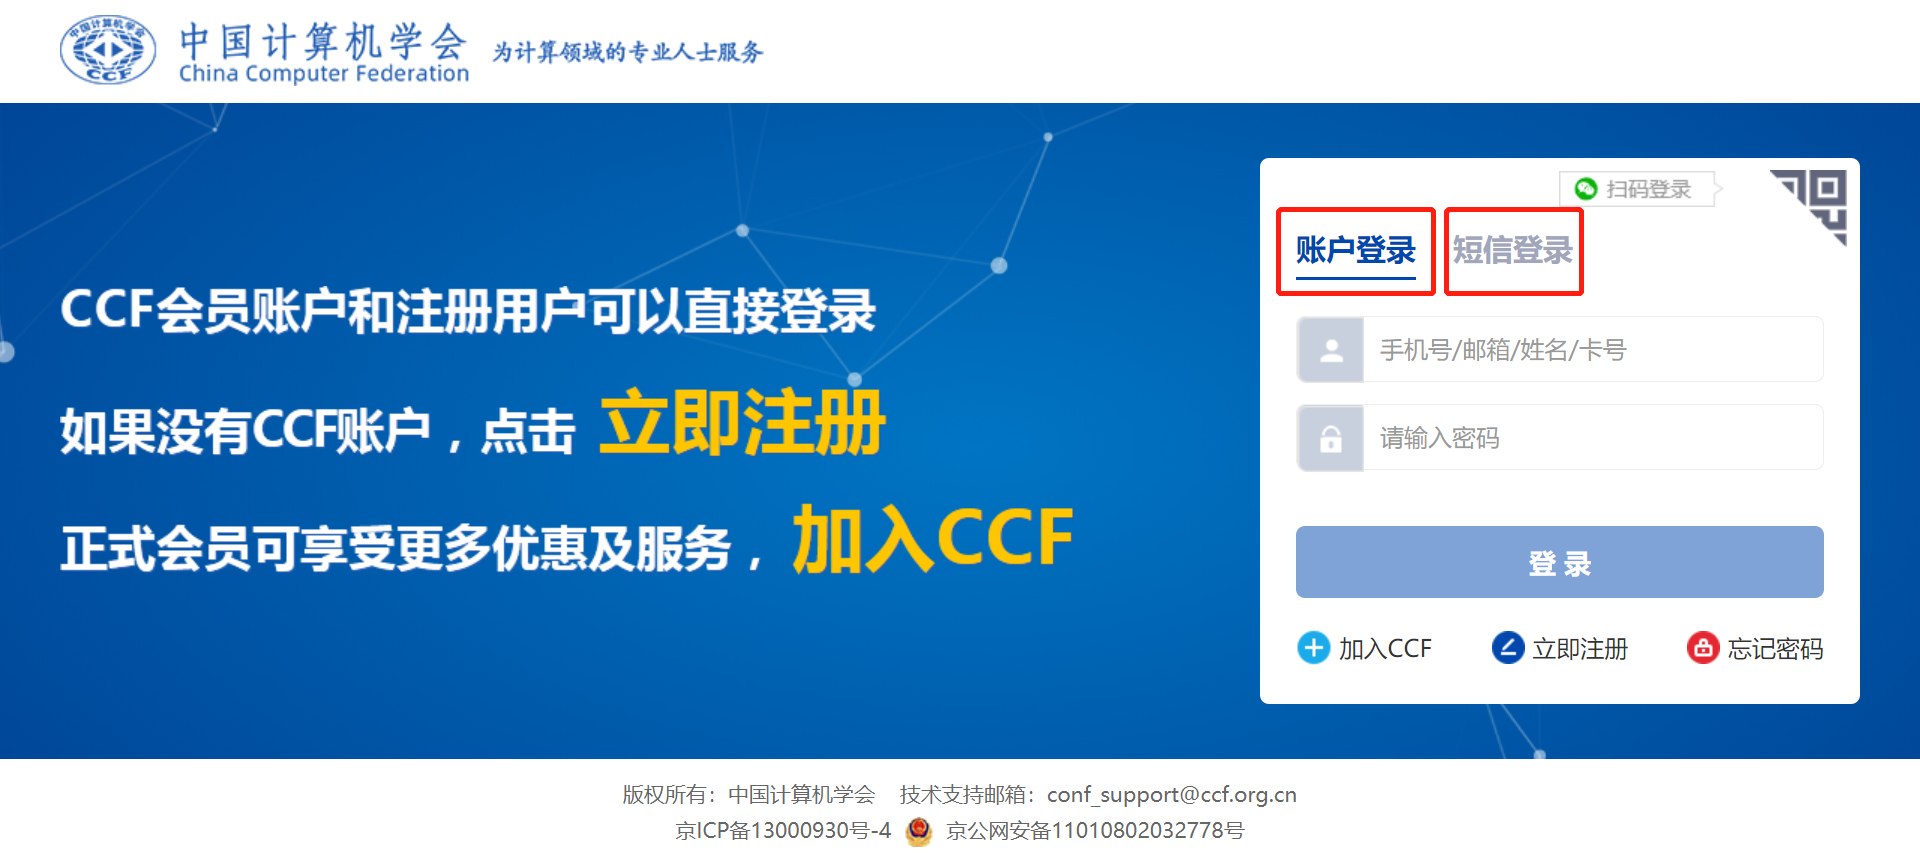 中国计算机学会
CCF
中国计算机学会
China Computer Federation
为计算领域的专业人士服务
扫码登录
账户登录 短信登录
CCF会员账户和注册用户可以直接登录
手机号/邮箱/姓名/卡号
如果没有CCF账户，点击 立即注册
请输入密码
正式会员可享受更多优惠及服务，加入CCF
登 录
加入CCF 立即注册 忘记密码
版权所有：中国计算机学会 技术支持邮箱：conf_support@ccf.org.cn
京ICP备13000930号-4 京公网安备11010802032778号